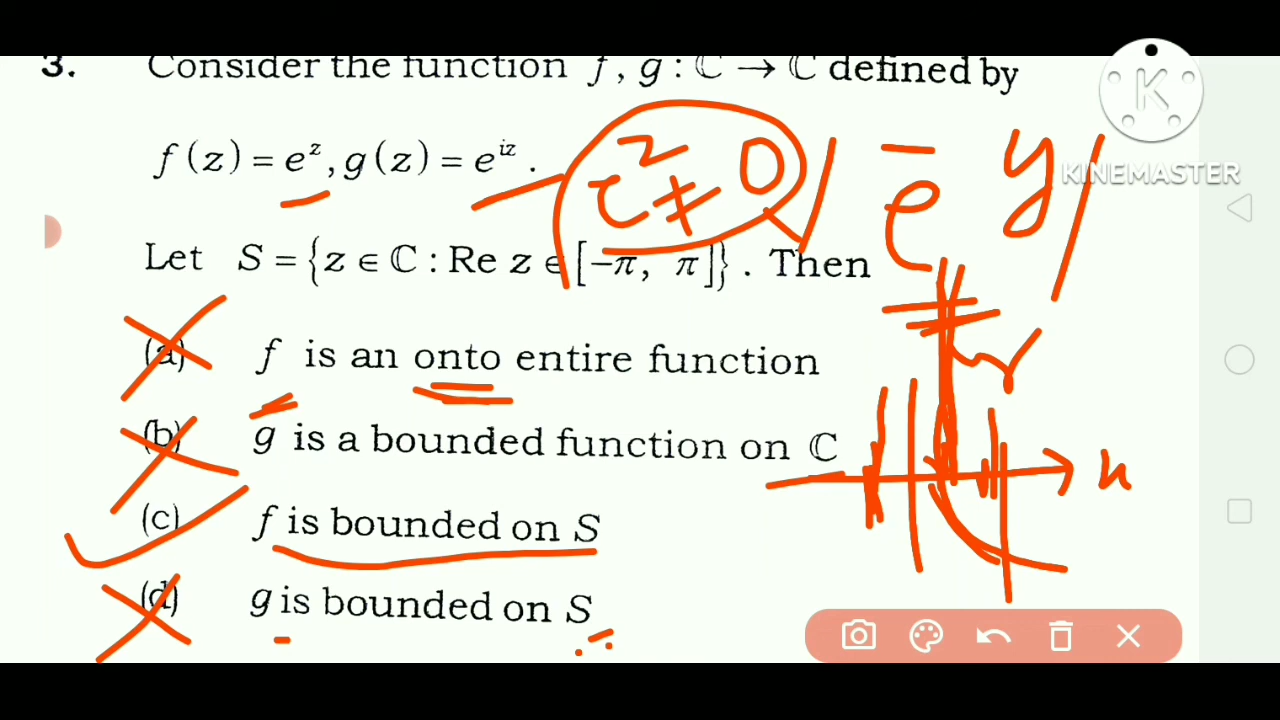 3. Consider the function f, g : ℂ → ℂ defined by
f(z) = e^z, g(z) = e^{iz}.
e^z ≠ 0
|e^{-y}|
Let S = {z ∈ ℂ : Re z ∈ [−π, π]}. Then
(a) f is an onto entire function
(b) g is a bounded function on ℂ
(c) f is bounded on S
(d) g is bounded on S
K
KINEMASTER